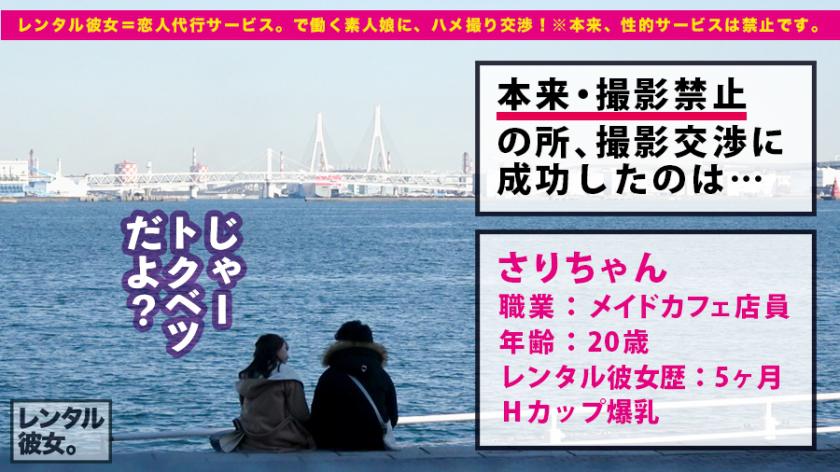 レンタル彼女＝恋人代行サービス。で働く素人娘に、ハメ撮り交渉！※本来、性的サービスは禁止です。
本来・撮影禁止
の所、撮影交渉に
成功したのは…
じゃー
トクベツ
だよ？
さりちゃん
職業：メイドカフェ店員
年齢：20歳
レンタル彼女歴：5ヶ月
Hカップ爆乳
レンタル
彼女。